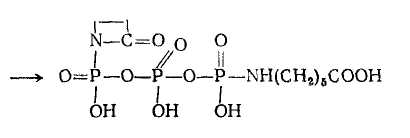 N—C=O O O
⟶ O=P—O—P—O—P—NH(CH₂)₅COOH
OH OH OH